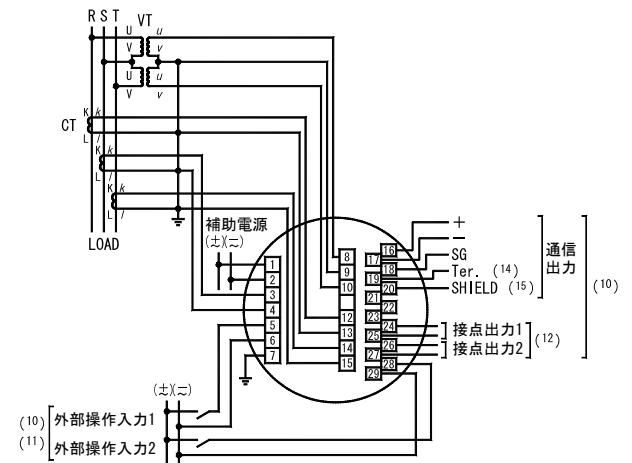 R S T
VT
U u
V v
U u
V v
CT
K k
L l
K k
L l
K k
L l
LOAD
補助電源
(±)(=)
1
2
3
4
5
6
7
8
9
10
12
13
14
15
16
17
18
19
20
21
22
23
24
25
26
27
28
29
+
−
SG
Ter. (14)
SHIELD (15)
通信
出力
(10)
接点出力1
接点出力2
(12)
(±)(=)
(10)
(11)
外部操作入力1
外部操作入力2